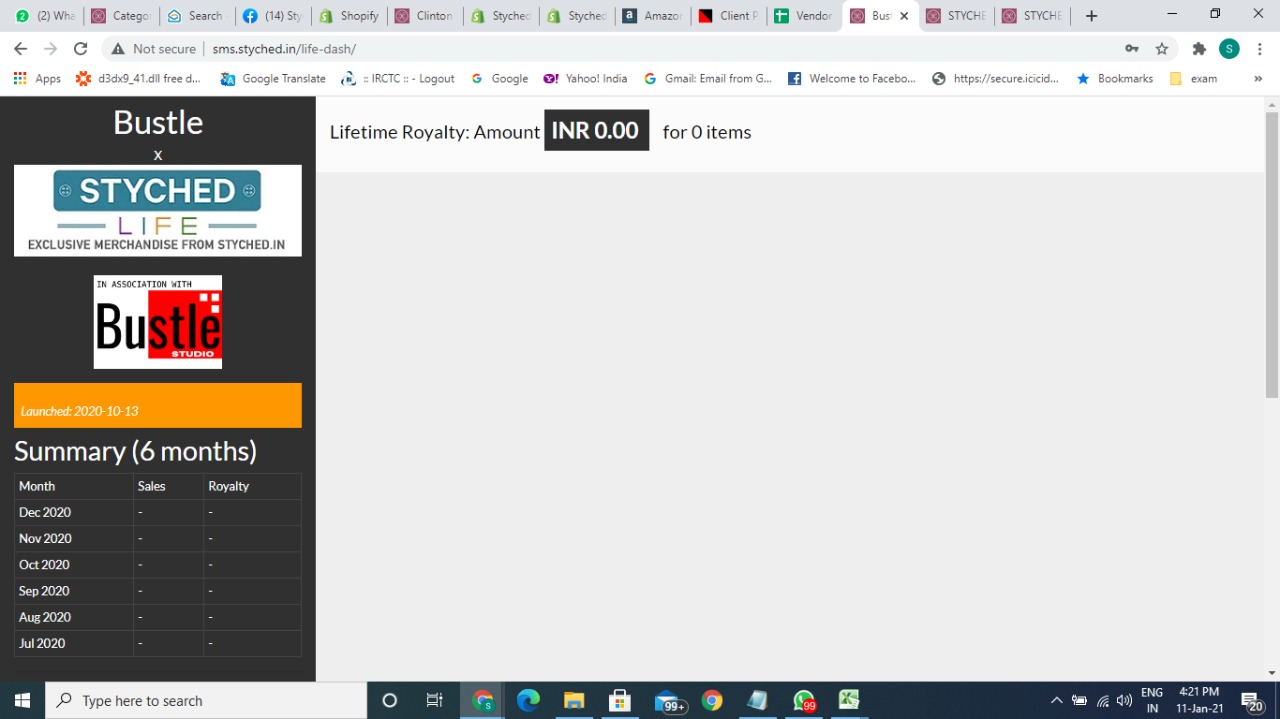 (2) Wha
Catego
Search
(14) Sty
Shopify
Clinton
Styched
Styched
Amazon
Client P
Vendor
Bust
STYCHE
STYCHE
Not secure | sms.styched.in/life-dash/
S
Apps
d3dx9_41.dll free d...
Google Translate
:: IRCTC :: - Logout
Google
Yahoo! India
Gmail: Email from G...
Welcome to Facebo...
https://secure.icicid...
Bookmarks
exam
»
Bustle
x
STYCHED
LIFE
EXCLUSIVE MERCHANDISE FROM STYCHED.IN
IN ASSOCIATION WITH
Bustle
STUDIO
Launched: 2020-10-13
Summary (6 months)
Month Sales Royalty
Dec 2020 - -
Nov 2020 - -
Oct 2020 - -
Sep 2020 - -
Aug 2020 - -
Jul 2020 - -
Lifetime Royalty: Amount INR 0.00 for 0 items
Type here to search
99+
99
ENG
IN
4:21 PM
11-Jan-21
20